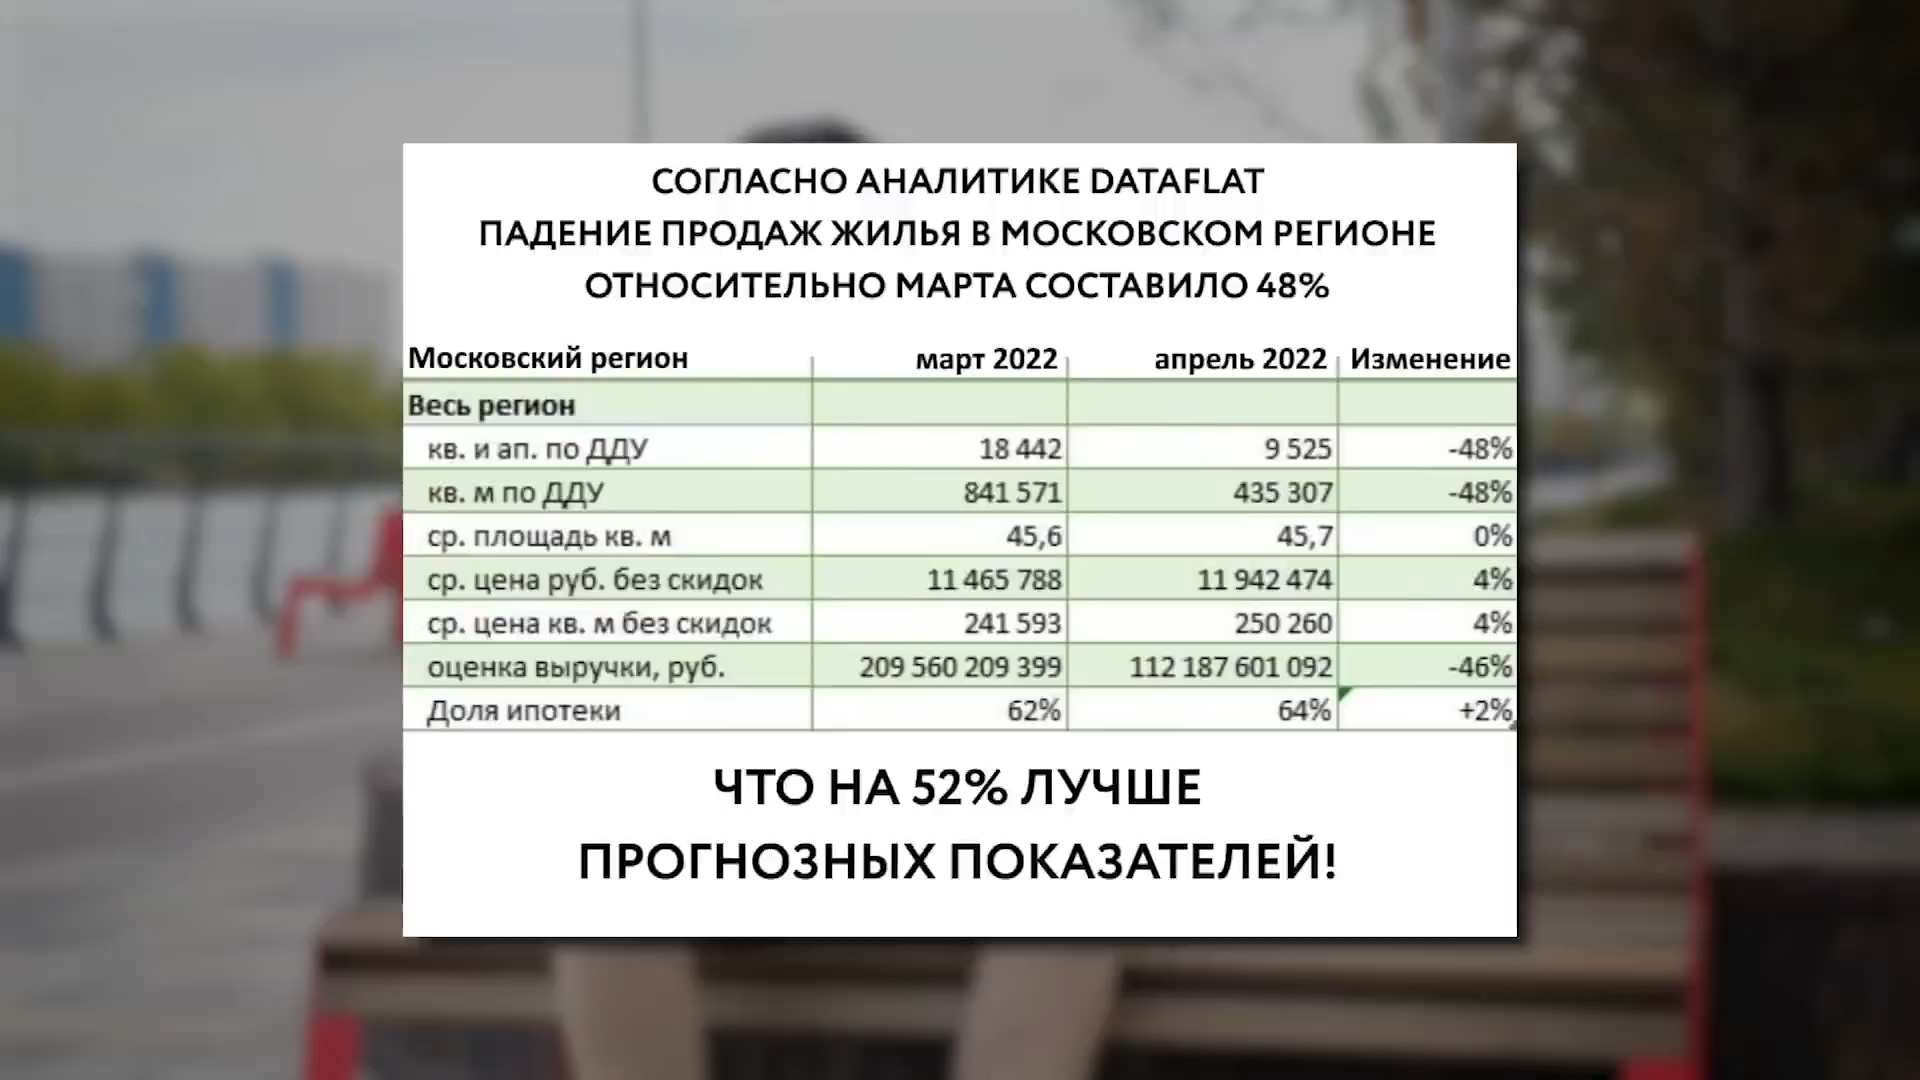 СОГЛАСНО АНАЛИТИКЕ DATAFLAT
ПАДЕНИЕ ПРОДАЖ ЖИЛЬЯ В МОСКОВСКОМ РЕГИОНЕ
ОТНОСИТЕЛЬНО МАРТА СОСТАВИЛО 48%
Московский регион март 2022 апрель 2022 Изменение
Весь регион
кв. и ап. по ДДУ 18 442 9 525 -48%
кв. м по ДДУ 841 571 435 307 -48%
ср. площадь кв. м 45,6 45,7 0%
ср. цена руб. без скидок 11 465 788 11 942 474 4%
ср. цена кв. м без скидок 241 593 250 260 4%
оценка выручки, руб. 209 560 209 399 112 187 601 092 -46%
Доля ипотеки 62% 64% +2%
ЧТО НА 52% ЛУЧШЕ
ПРОГНОЗНЫХ ПОКАЗАТЕЛЕЙ!